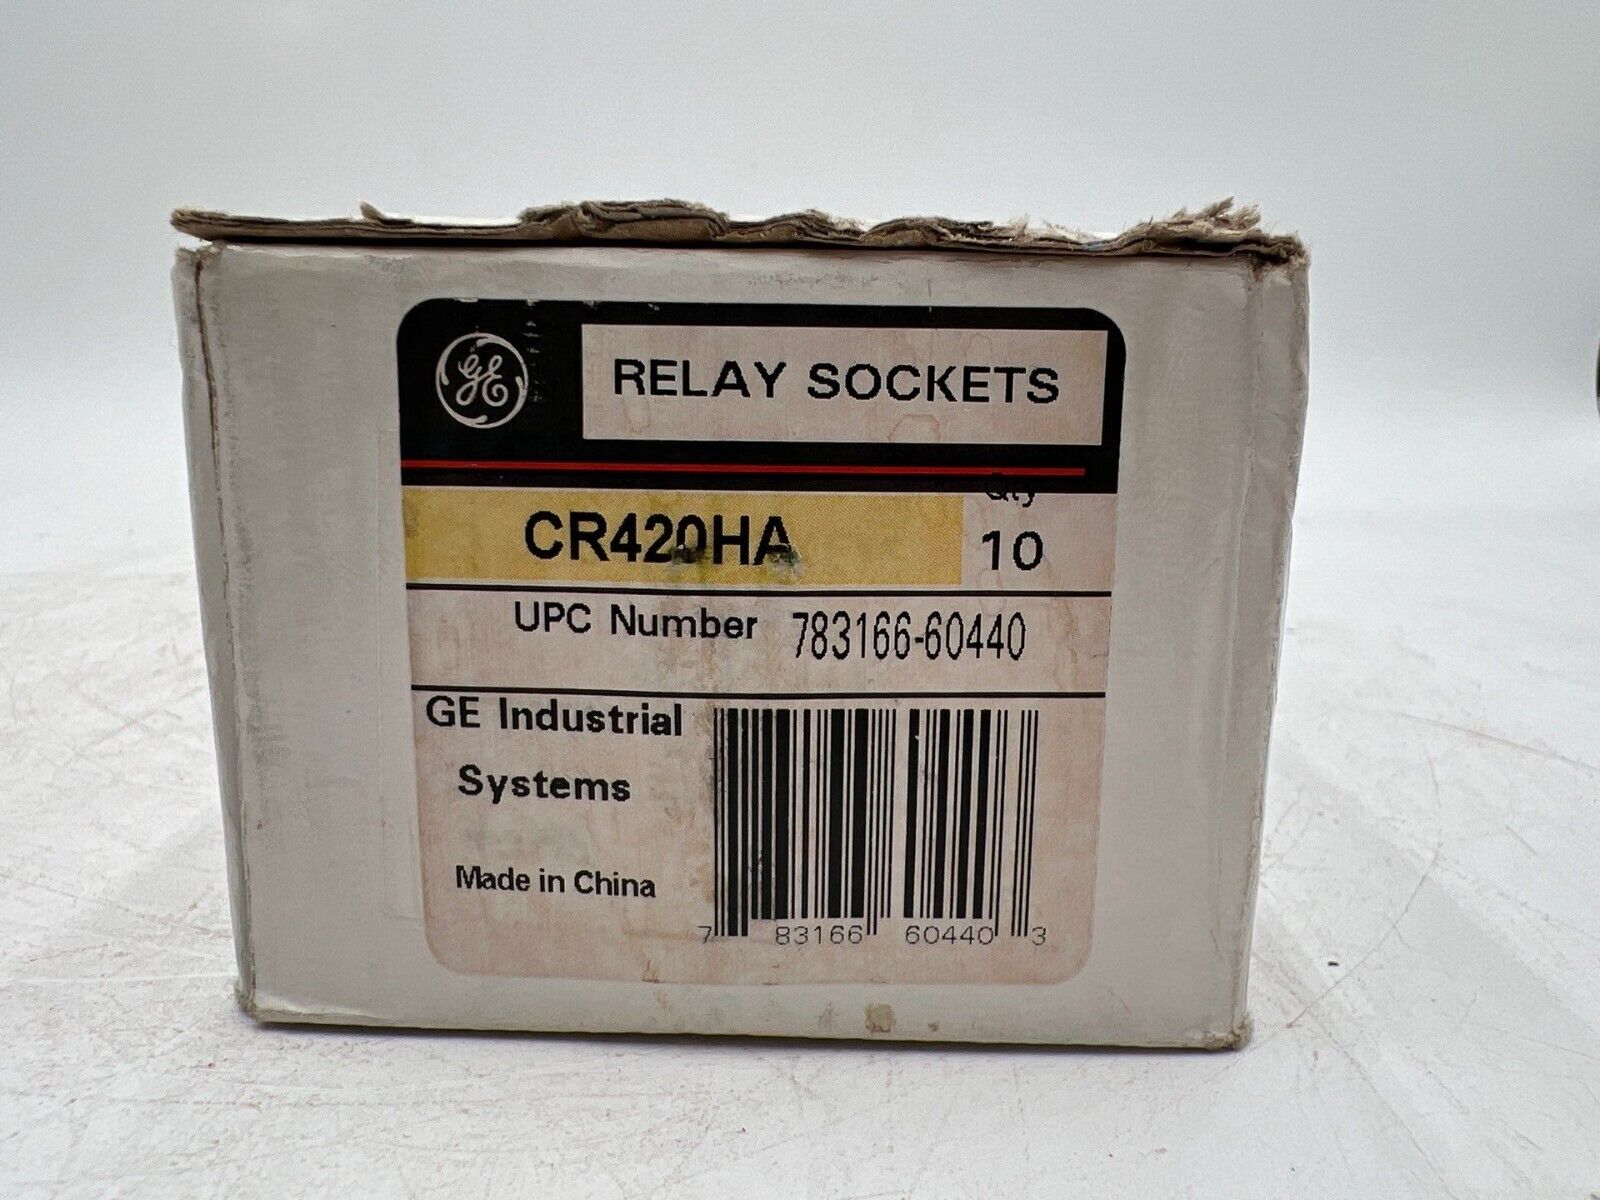 GE
RELAY SOCKETS
Qty
CR420HA
10
UPC Number 783166-60440
GE Industrial
Systems
Made in China
7 83166 60440 3